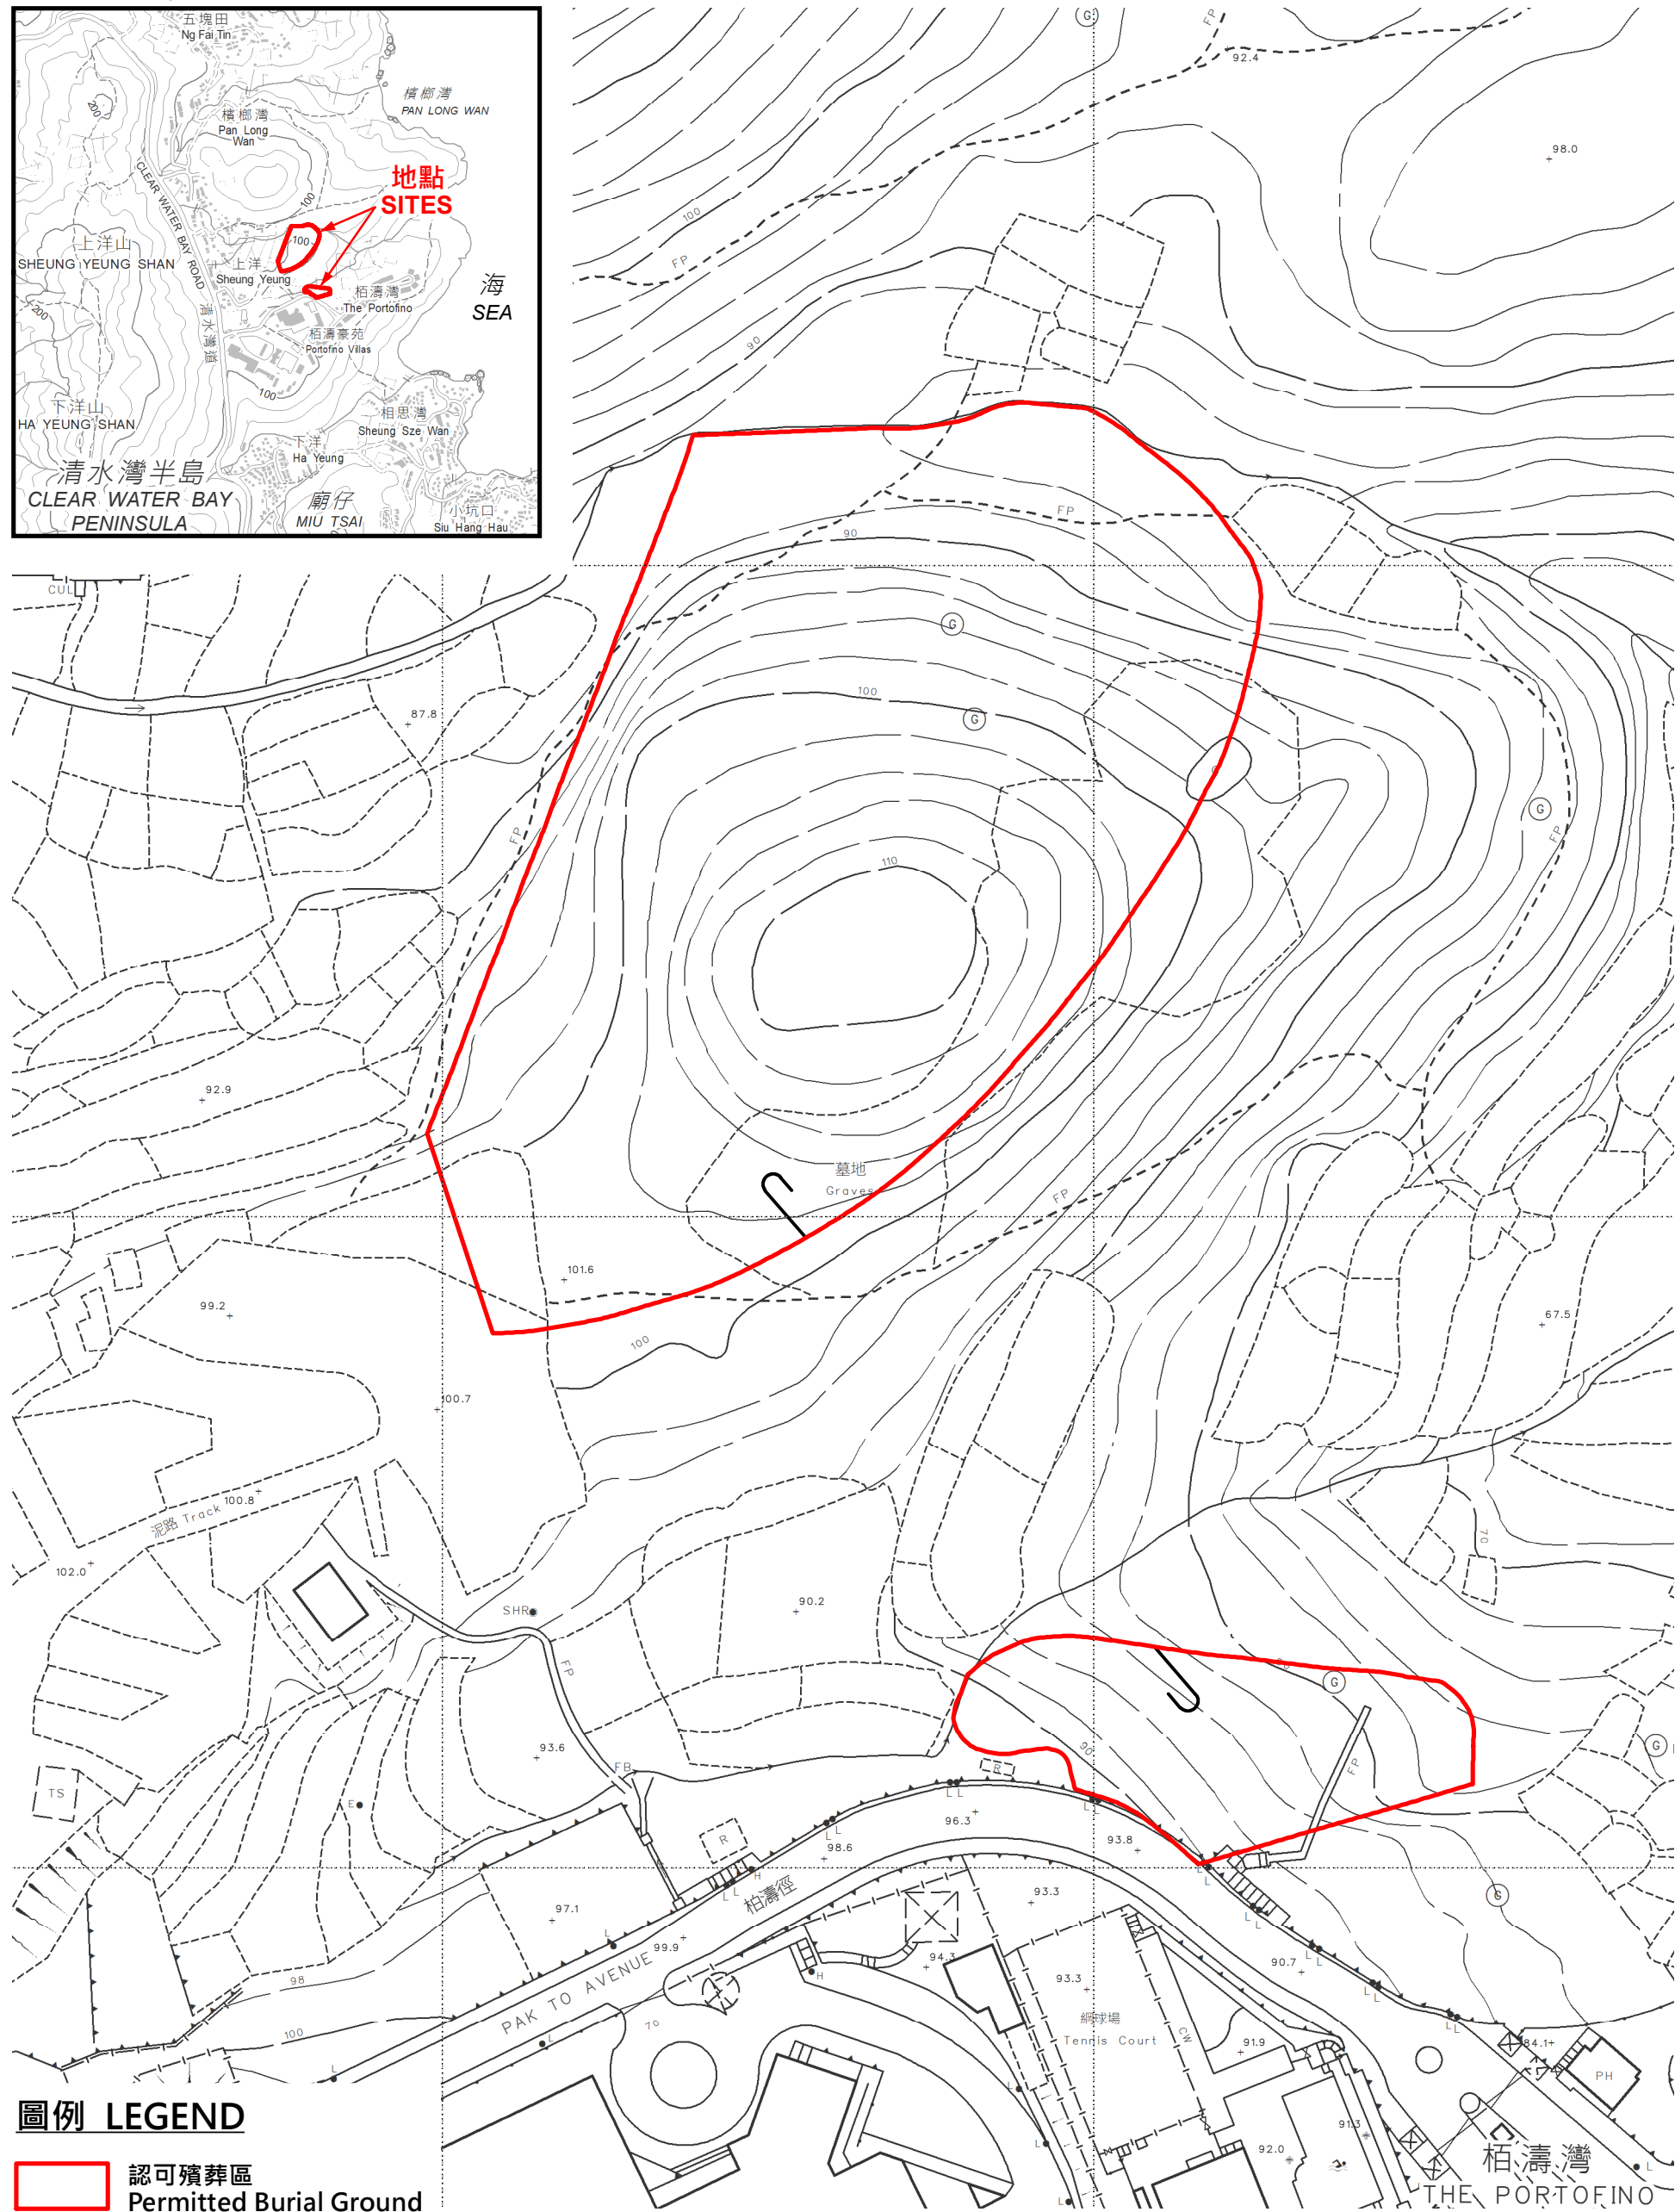 五塊田
Ng Fai Tin
檳榔灣
PAN LONG WAN
200
檳榔灣
Pan Long
Wan
CLEAR WATER BAY ROAD
清水灣道
100
地點
SITES
上洋山
SHEUNG YEUNG SHAN
100
上洋
Sheung Yeung
海
SEA
栢濤灣
The Portofino
200
栢濤豪苑
Portofino Villas
100
下洋山
HA YEUNG SHAN
相思灣
Sheung Sze Wan
下洋
Ha Yeung
清水灣半島
CLEAR WATER BAY
PENINSULA
廟仔
MIU TSAI
小坑口
Siu Hang Hau
G
FP
92.4
98.0
100
FP
90
FP
90
CUL
G
100
G
87.8
G
G
FP
FP
110
92.9
墓地
Graves
FP
101.6
99.2
67.5
100
100.7
100.8
泥路 Track
70
102.0
SHR
90.2
FP
G
90
G
93.6
FB
R
FP
TS
E
L L
L L
96.3
93.8
R
L L
98.6
H
L L
L
G
柏濤徑
93.3
97.1
L
99.9
L L
94.3
90.7
L L
98
H
93.3
L L
PAK TO AVENUE
70
網球場
Tennis Court
CW
91.9
L L
84.1
100
L
L
PH
L
91.3
92.0
L
L
L
栢濤灣
THE PORTOFINO
圖例 LEGEND
認可殯葬區
Permitted Burial Ground